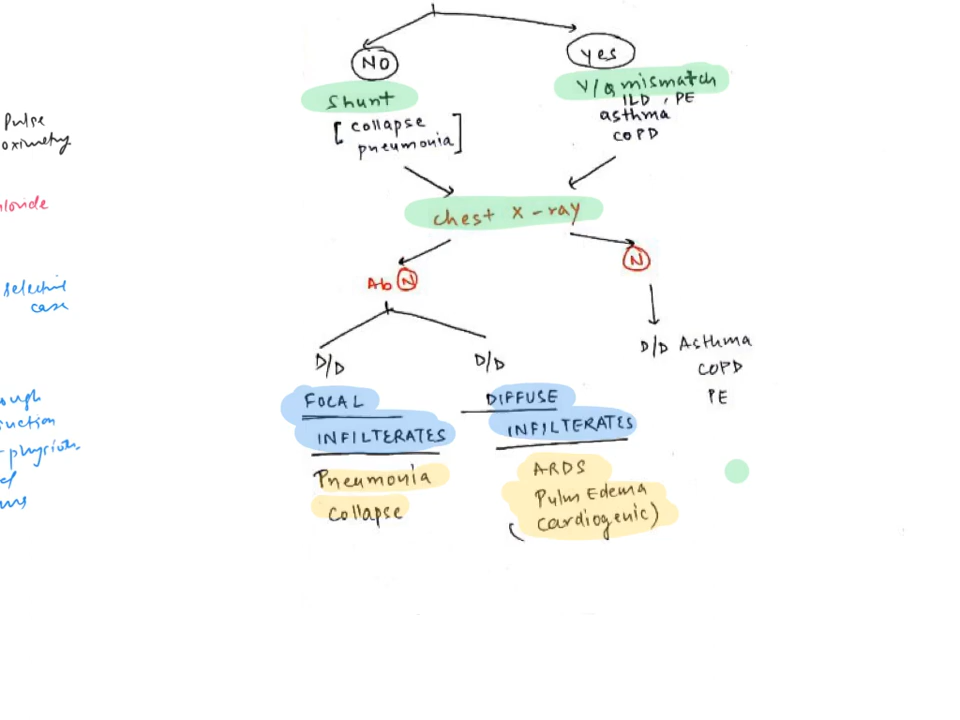 NO
yes
Shunt
V/Q mismatch
ILD, PE
asthma
COPD
[collapse
pneumonia]
Pulse
oximetry
chest x-ray
Ab N
N
selective
case
D/D
D/D
D/D Asthma
COPD
PE
FOCAL
INFILTERATES
DIFFUSE
INFILTERATES
Pneumonia
Collapse
ARDS
Pulm Edema
(cardiogenic)